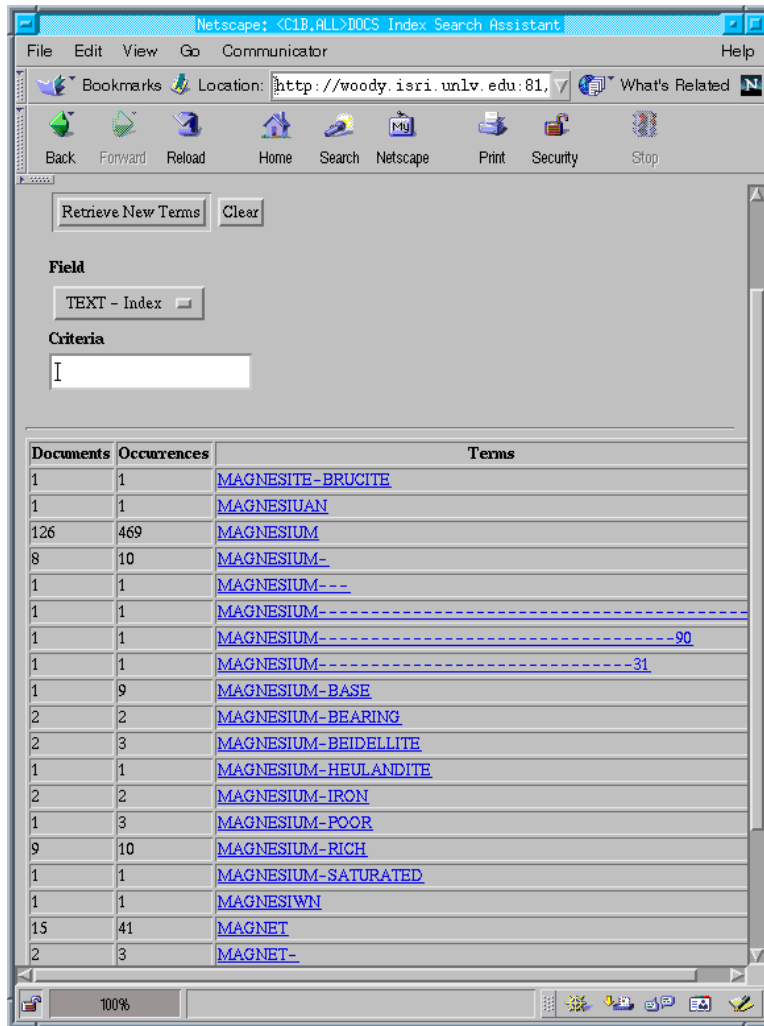 Netscape: <C1B.ALL>DOCS Index Search Assistant
File Edit View Go Communicator Help
Bookmarks Location: http://woody.isri.unlv.edu:81, What's Related N
Back Forward Reload Home Search Netscape Print Security Stop
Retrieve New Terms Clear
Field
TEXT - Index
Criteria
Documents Occurrences Terms
1 1 MAGNESITE-BRUCITE
1 1 MAGNESIUAN
126 469 MAGNESIUM
8 10 MAGNESIUM-
1 1 MAGNESIUM---
1 1 MAGNESIUM------------------------------------------
1 1 MAGNESIUM-----------------------------------90
1 1 MAGNESIUM-------------------------------31
1 9 MAGNESIUM-BASE
2 2 MAGNESIUM-BEARING
2 3 MAGNESIUM-BEIDELLITE
1 1 MAGNESIUM-HEULANDITE
2 2 MAGNESIUM-IRON
1 3 MAGNESIUM-POOR
9 10 MAGNESIUM-RICH
1 1 MAGNESIUM-SATURATED
1 1 MAGNESIWN
15 41 MAGNET
2 3 MAGNET-
100%